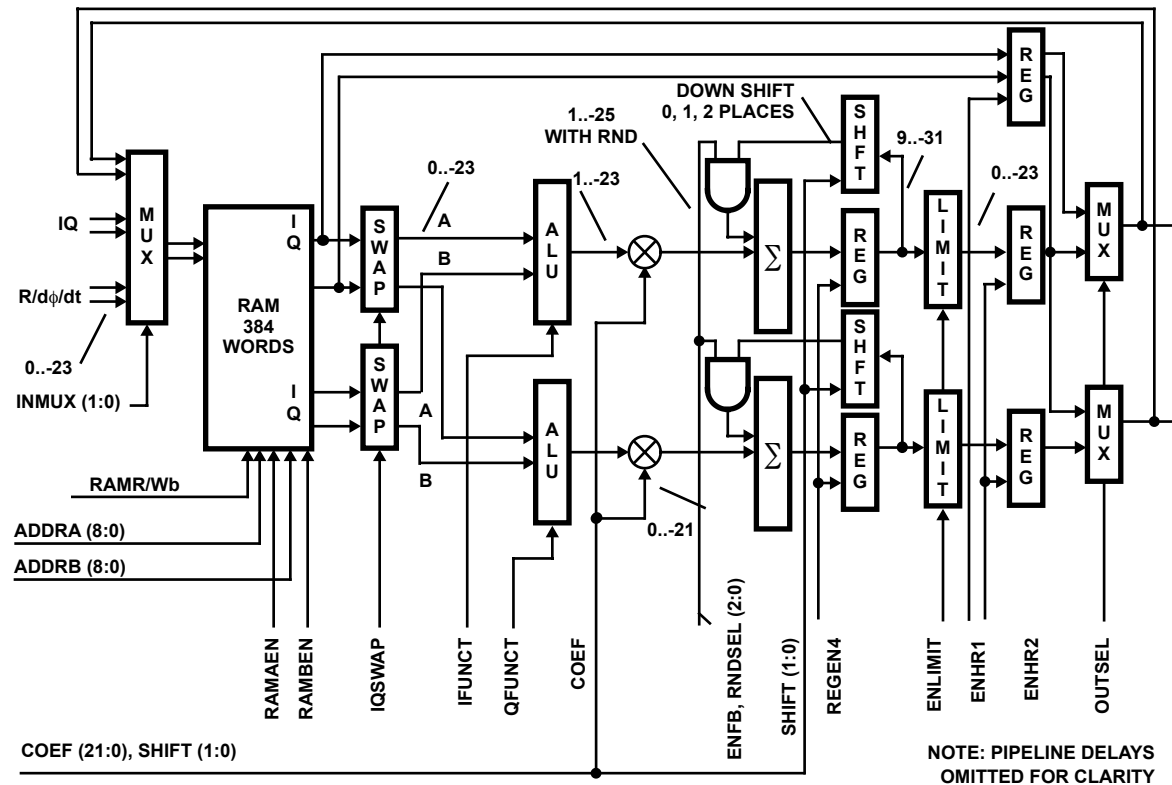 R
E
G
DOWN SHIFT
0, 1, 2 PLACES
1..-25
WITH RND
S
H
F
T
9..-31
0..-23
0..-23
1..-23
M
U
X
IQ
R/dϕ/dt
0..-23
INMUX (1:0)
I
Q
RAM
384
WORDS
I
Q
S
W
A
P
A
B
S
W
A
P
A
B
A
L
U
A
L
U
Σ
R
E
G
L
I
M
I
T
R
E
G
M
U
X
S
H
F
T
Σ
R
E
G
L
I
M
I
T
R
E
G
M
U
X
0..-21
RAMR/Wb
ADDRA (8:0)
ADDRB (8:0)
RAMAEN
RAMBEN
IQSWAP
IFUNCT
QFUNCT
COEF
ENFB, RNDSEL (2:0)
SHIFT (1:0)
REGEN4
ENLIMIT
ENHR1
ENHR2
OUTSEL
COEF (21:0), SHIFT (1:0)
NOTE: PIPELINE DELAYS
OMITTED FOR CLARITY